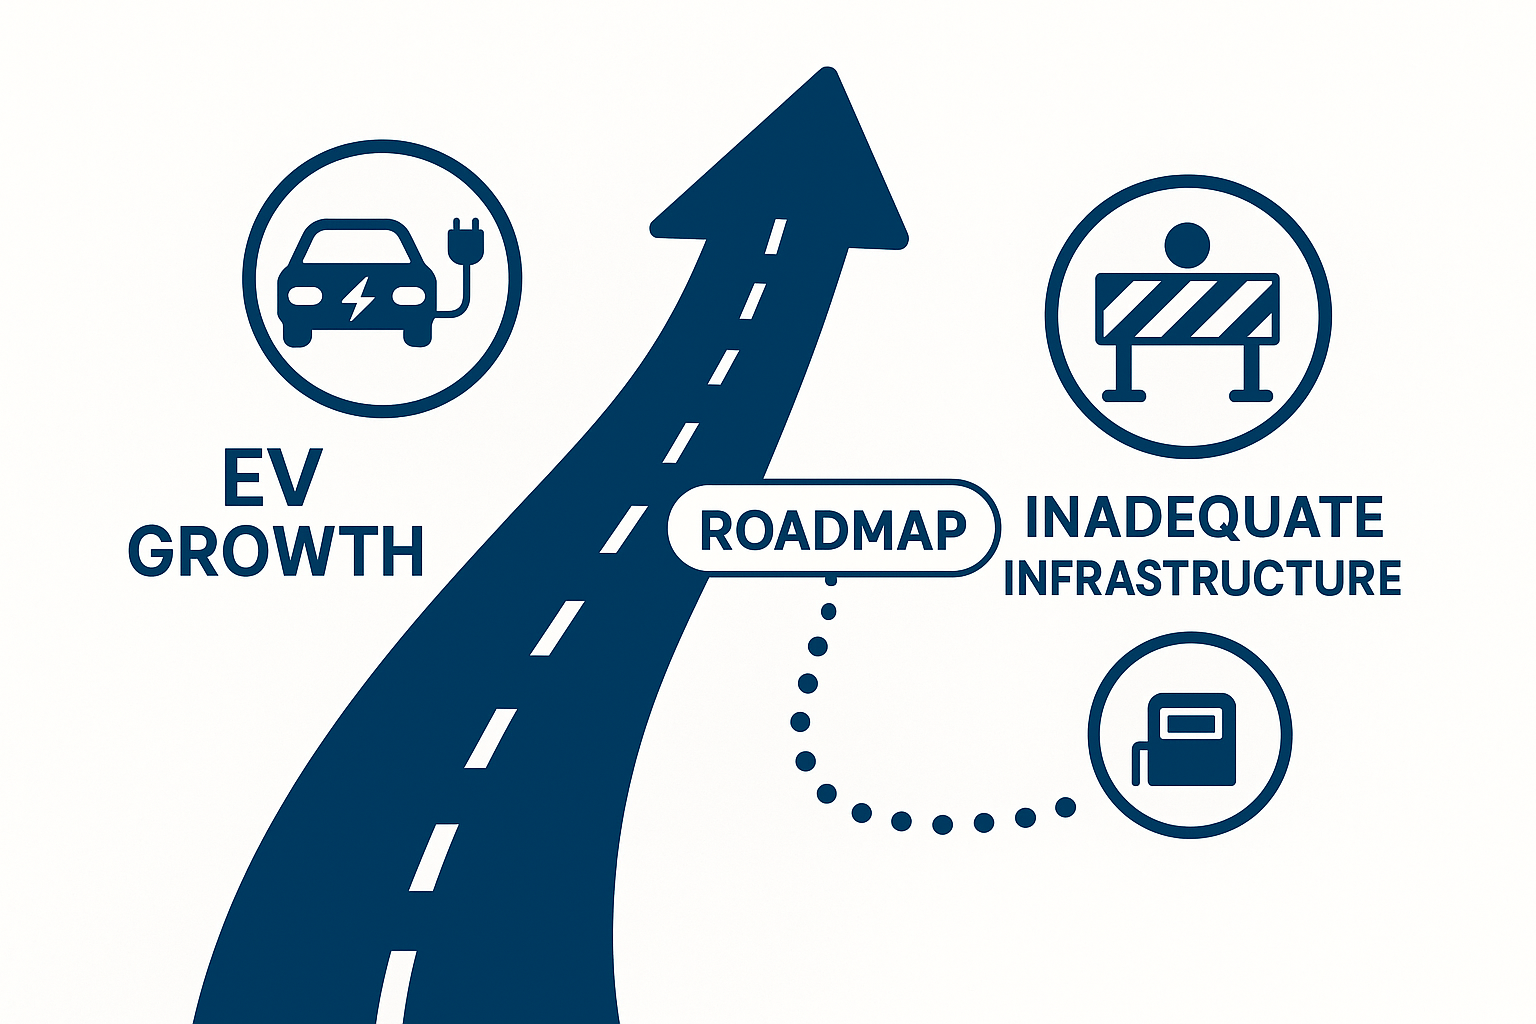 EV
GROWTH
ROADMAP
INADEQUATE
INFRASTRUCTURE